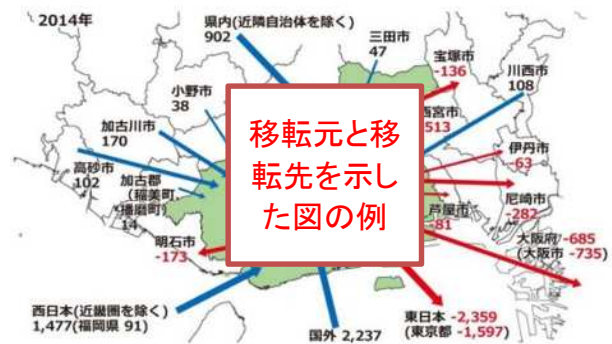 2014年
県内(近隣自治体を除く)
902
三田市
47
宝塚市
-136
川西市
108
小野市
38
西宮市
-513
加古川市
170
伊丹市
-63
高砂市
102
加古郡
(稲美町、
播磨町)
14
移転元と移
転先を示し
た図の例
芦屋市
-81
尼崎市
-282
明石市
-173
大阪府 -685
(大阪市 -735)
西日本(近畿圏を除く)
1,477(福岡県 91)
国外 2,237
東日本 -2,359
(東京都 -1,597)